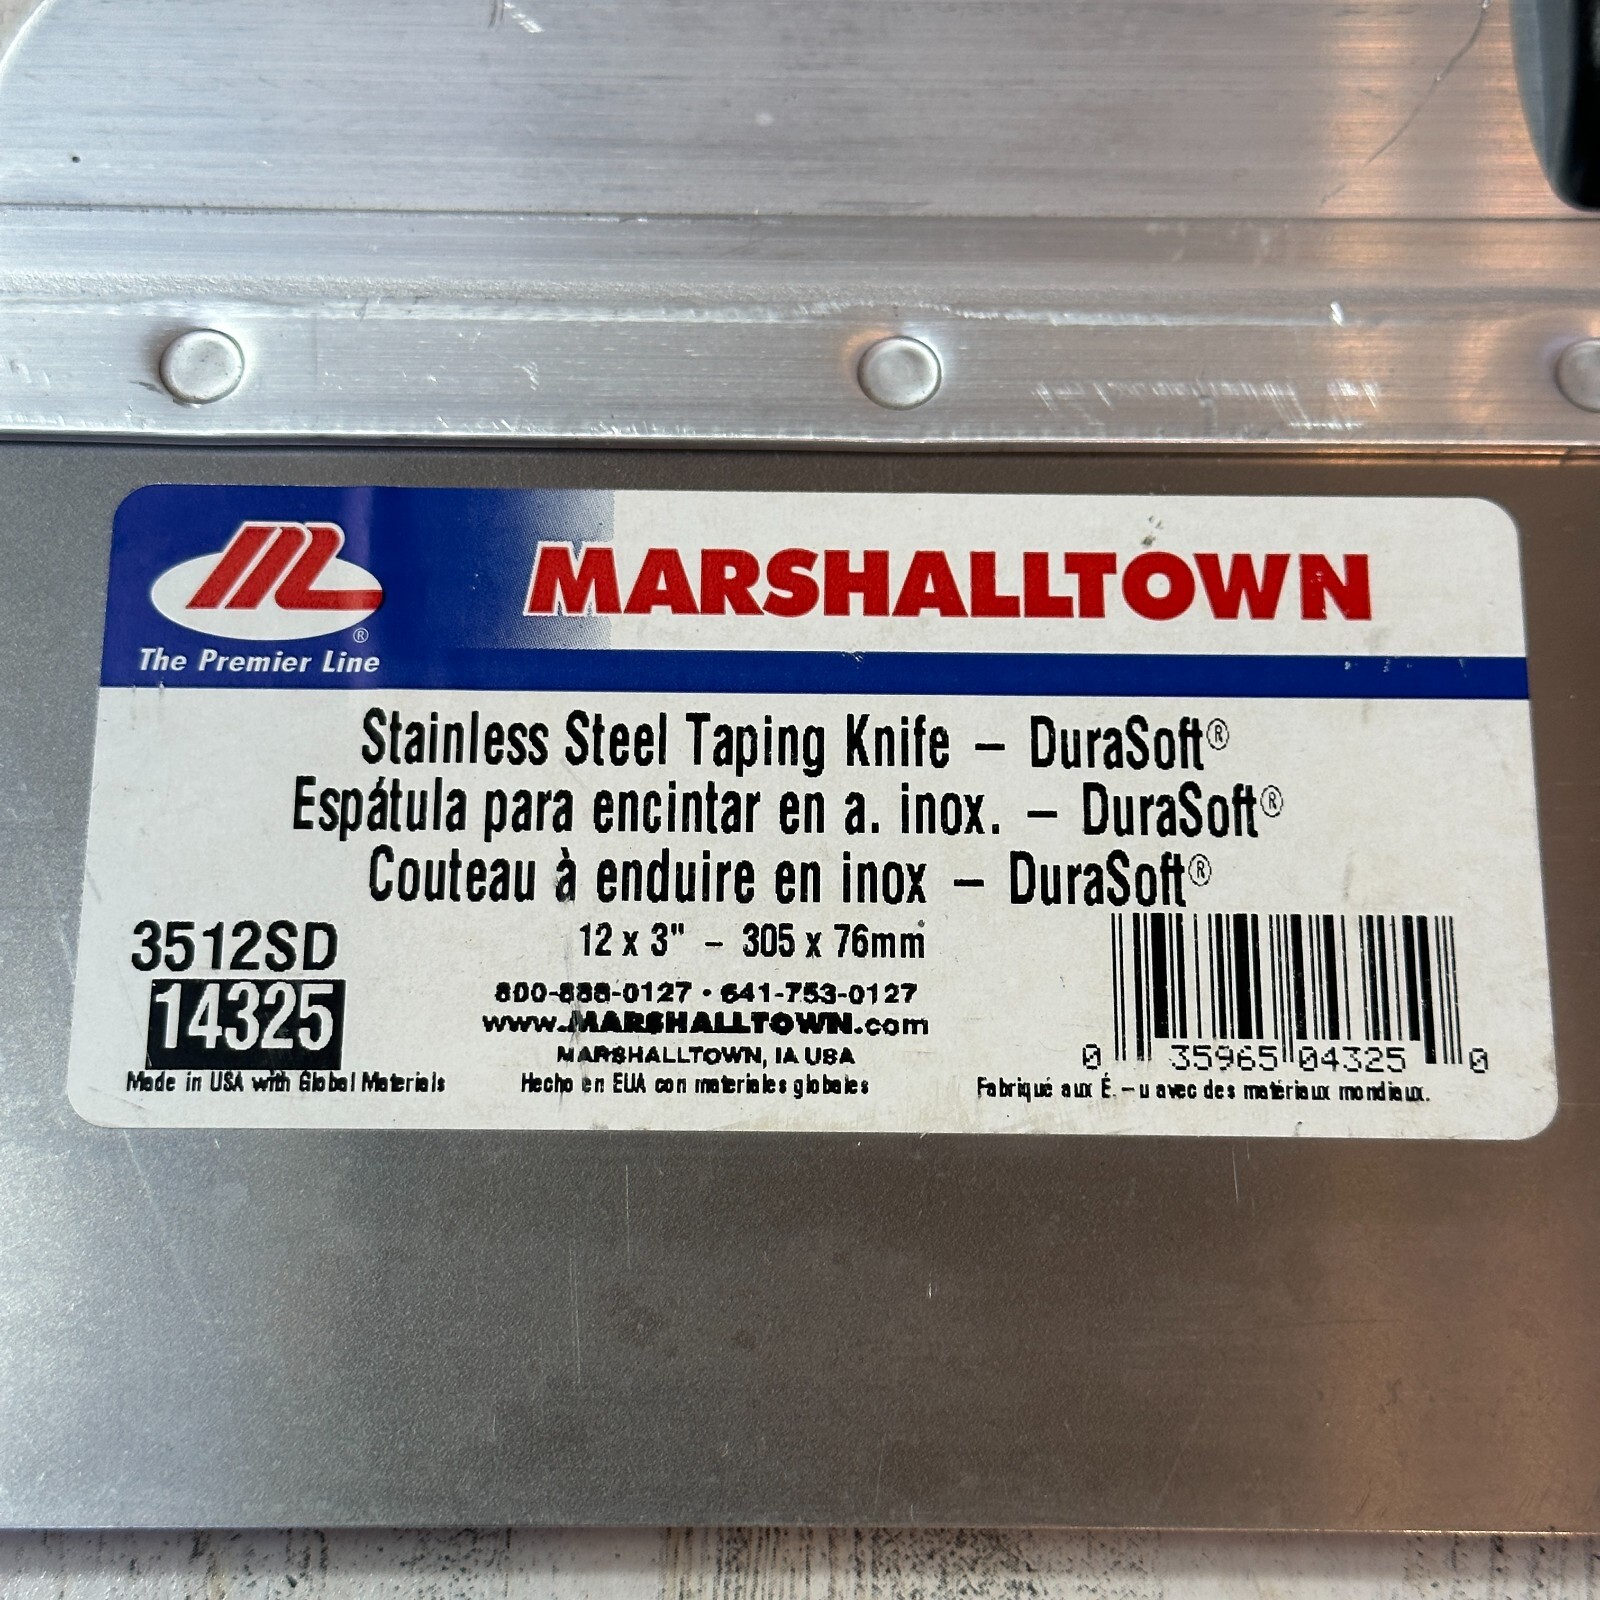 ML®
The Premier Line
MARSHALLTOWN
Stainless Steel Taping Knife – DuraSoft®
Espátula para encintar en a. inox. – DuraSoft®
Couteau à enduire en inox – DuraSoft®
3512SD
14325
12 x 3" – 305 x 76mm
800-888-0127 • 641-753-0127
www.MARSHALLTOWN.com
MARSHALLTOWN, IA USA
0 35965 04325 0
Made in USA with Global Materials
Hecho en EUA con materiales globales
Fabriqué aux É.–u avec des matériaux mondiaux.